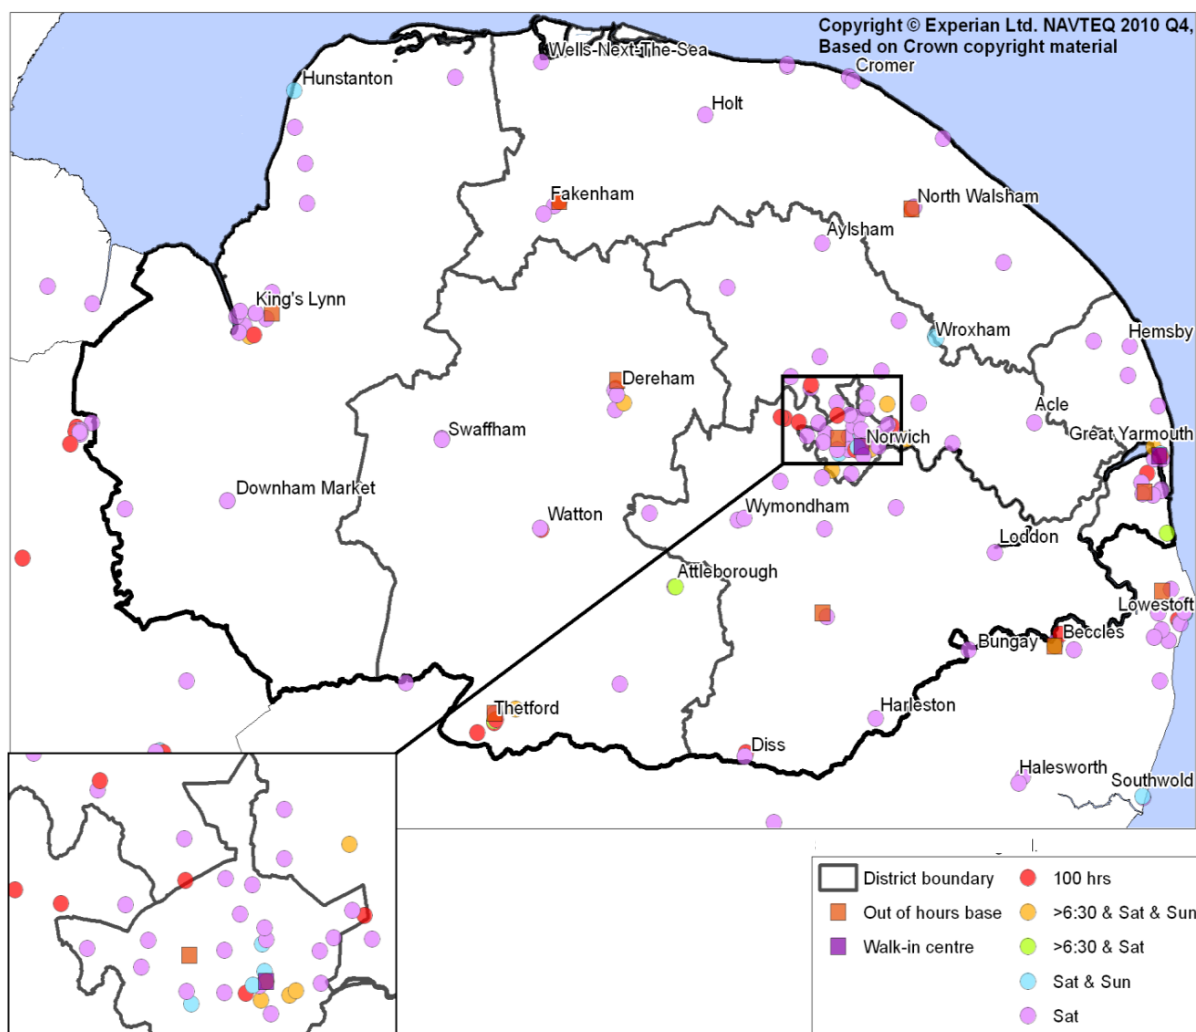 Copyright © Experian Ltd. NAVTEQ 2010 Q4,
Based on Crown copyright material
Wells-Next-The-Sea
Cromer
Hunstanton
Holt
Fakenham
North Walsham
Aylsham
King's Lynn
Wroxham
Hemsby
Dereham
Acle
Swaffham
Norwich
Great Yarmouth
Downham Market
Watton
Wymondham
Loddon
Attleborough
Lowestoft
Bungay
Beccles
Thetford
Harleston
Diss
Halesworth
Southwold
District boundary
Out of hours base
Walk-in centre
100 hrs
>6:30 & Sat & Sun
>6:30 & Sat
Sat & Sun
Sat